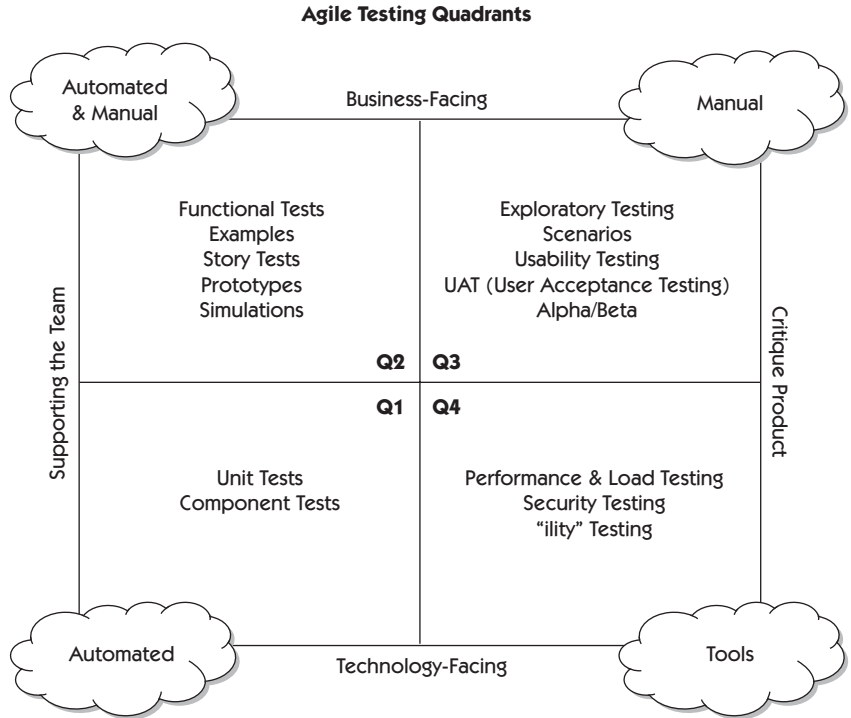 Agile Testing Quadrants
Automated
& Manual
Business-Facing
Manual
Functional Tests
Examples
Story Tests
Prototypes
Simulations
Exploratory Testing
Scenarios
Usability Testing
UAT (User Acceptance Testing)
Alpha/Beta
Supporting the Team
Critique Product
Q2
Q3
Q1
Q4
Unit Tests
Component Tests
Performance & Load Testing
Security Testing
“ility” Testing
Automated
Technology-Facing
Tools